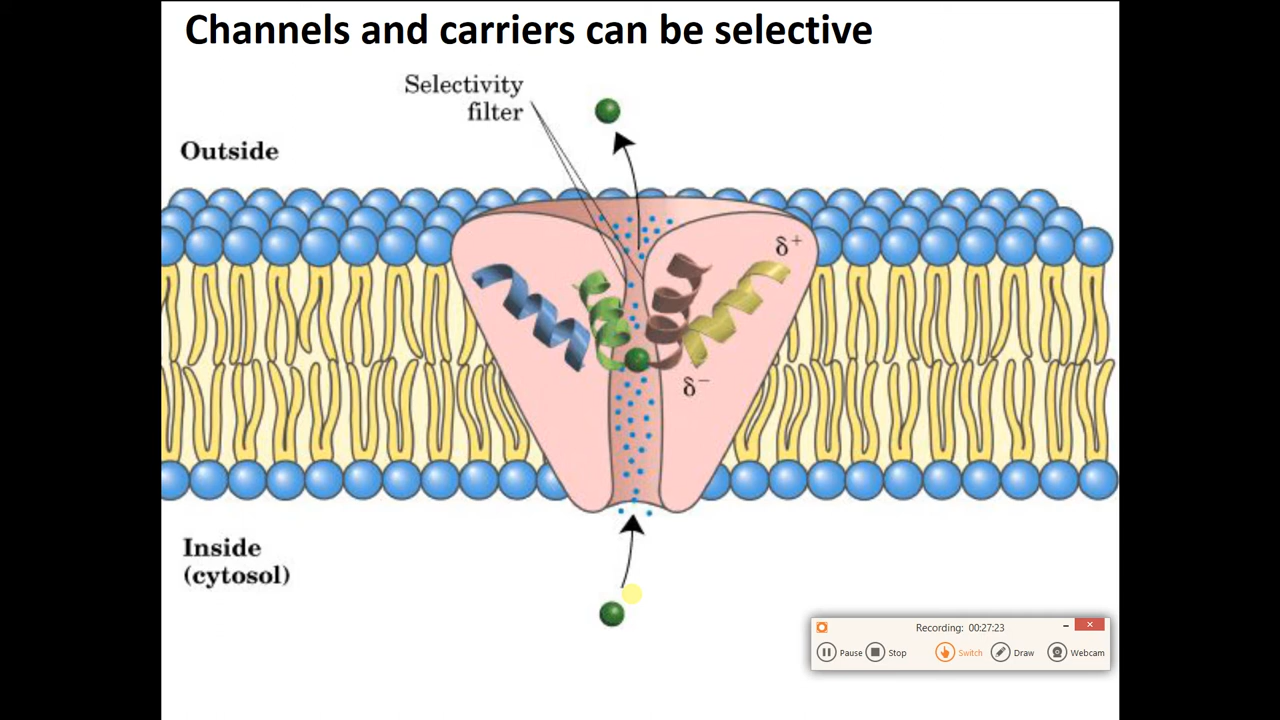 Channels and carriers can be selective
Selectivity
filter
Outside
δ+
δ−
Inside
(cytosol)
Recording: 00:27:23
Pause Stop Switch Draw Webcam